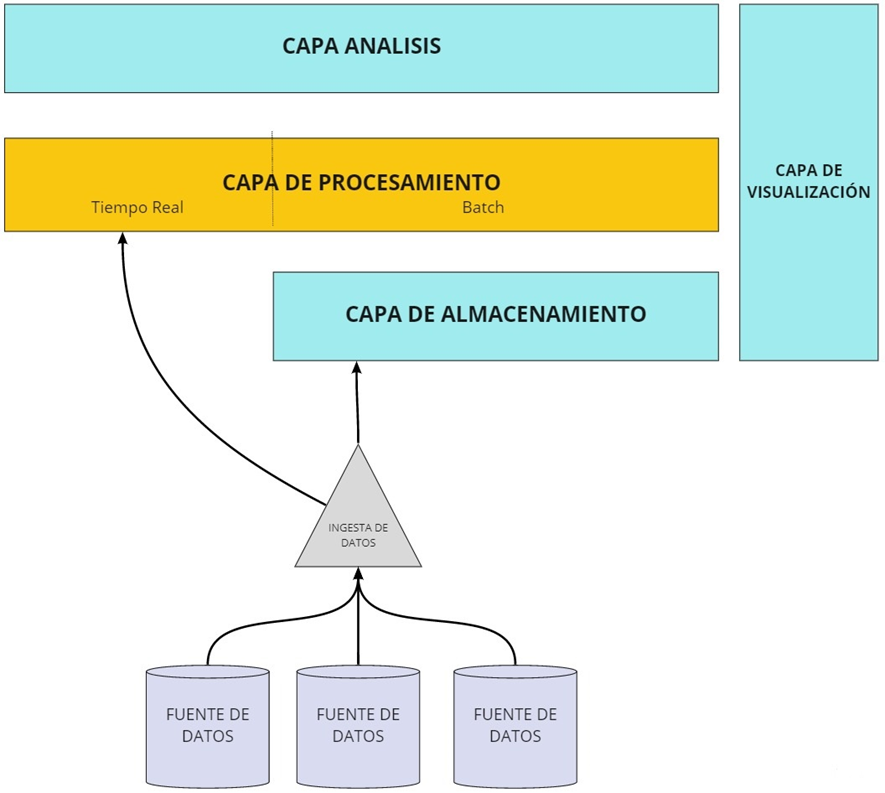 CAPA ANALISIS
CAPA DE PROCESAMIENTO
Tiempo Real
Batch
CAPA DE
VISUALIZACIÓN
CAPA DE ALMACENAMIENTO
INGESTA DE
DATOS
FUENTE DE
DATOS
FUENTE DE
DATOS
FUENTE DE
DATOS